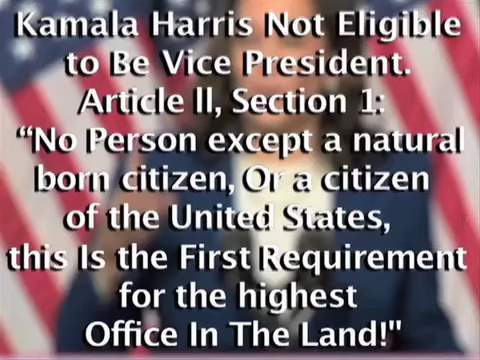 Kamala Harris Not Eligible
to Be Vice President.
Article ll, Section 1:
“No Person except a natural
born citizen, Or a citizen
of the United States,
this Is the First Requirement
for the highest
Office In The Land!"